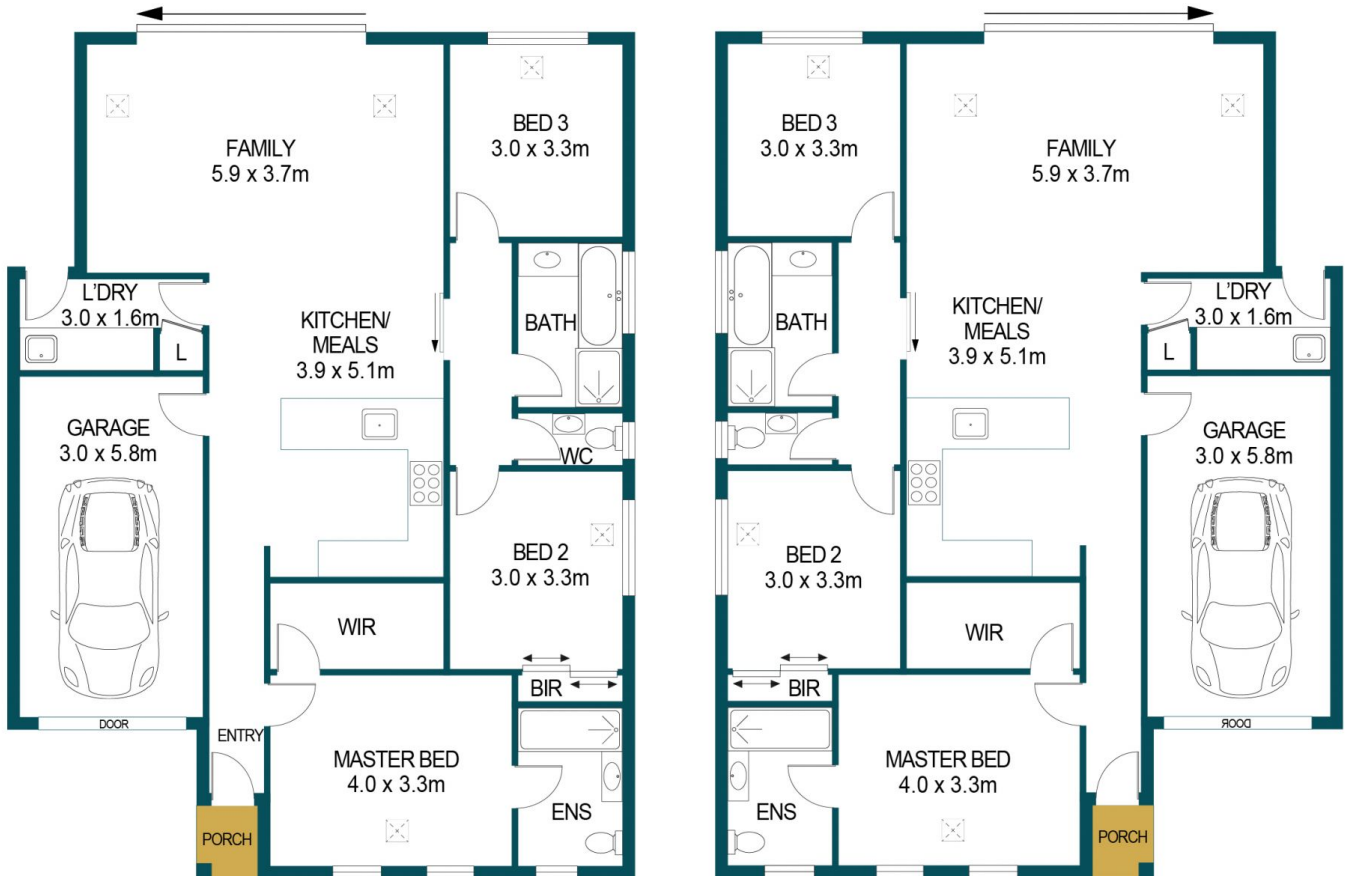 FAMILY
5.9 x 3.7m
BED 3
3.0 x 3.3m
L'DRY
3.0 x 1.6m
L
KITCHEN/
MEALS
3.9 x 5.1m
BATH
GARAGE
3.0 x 5.8m
WC
BED 2
3.0 x 3.3m
WIR
BIR
DOOR
ENTRY
MASTER BED
4.0 x 3.3m
ENS
PORCH
BED 3
3.0 x 3.3m
FAMILY
5.9 x 3.7m
BATH
KITCHEN/
MEALS
3.9 x 5.1m
L'DRY
3.0 x 1.6m
L
GARAGE
3.0 x 5.8m
BED 2
3.0 x 3.3m
WIR
BIR
DOOR
MASTER BED
4.0 x 3.3m
ENS
PORCH